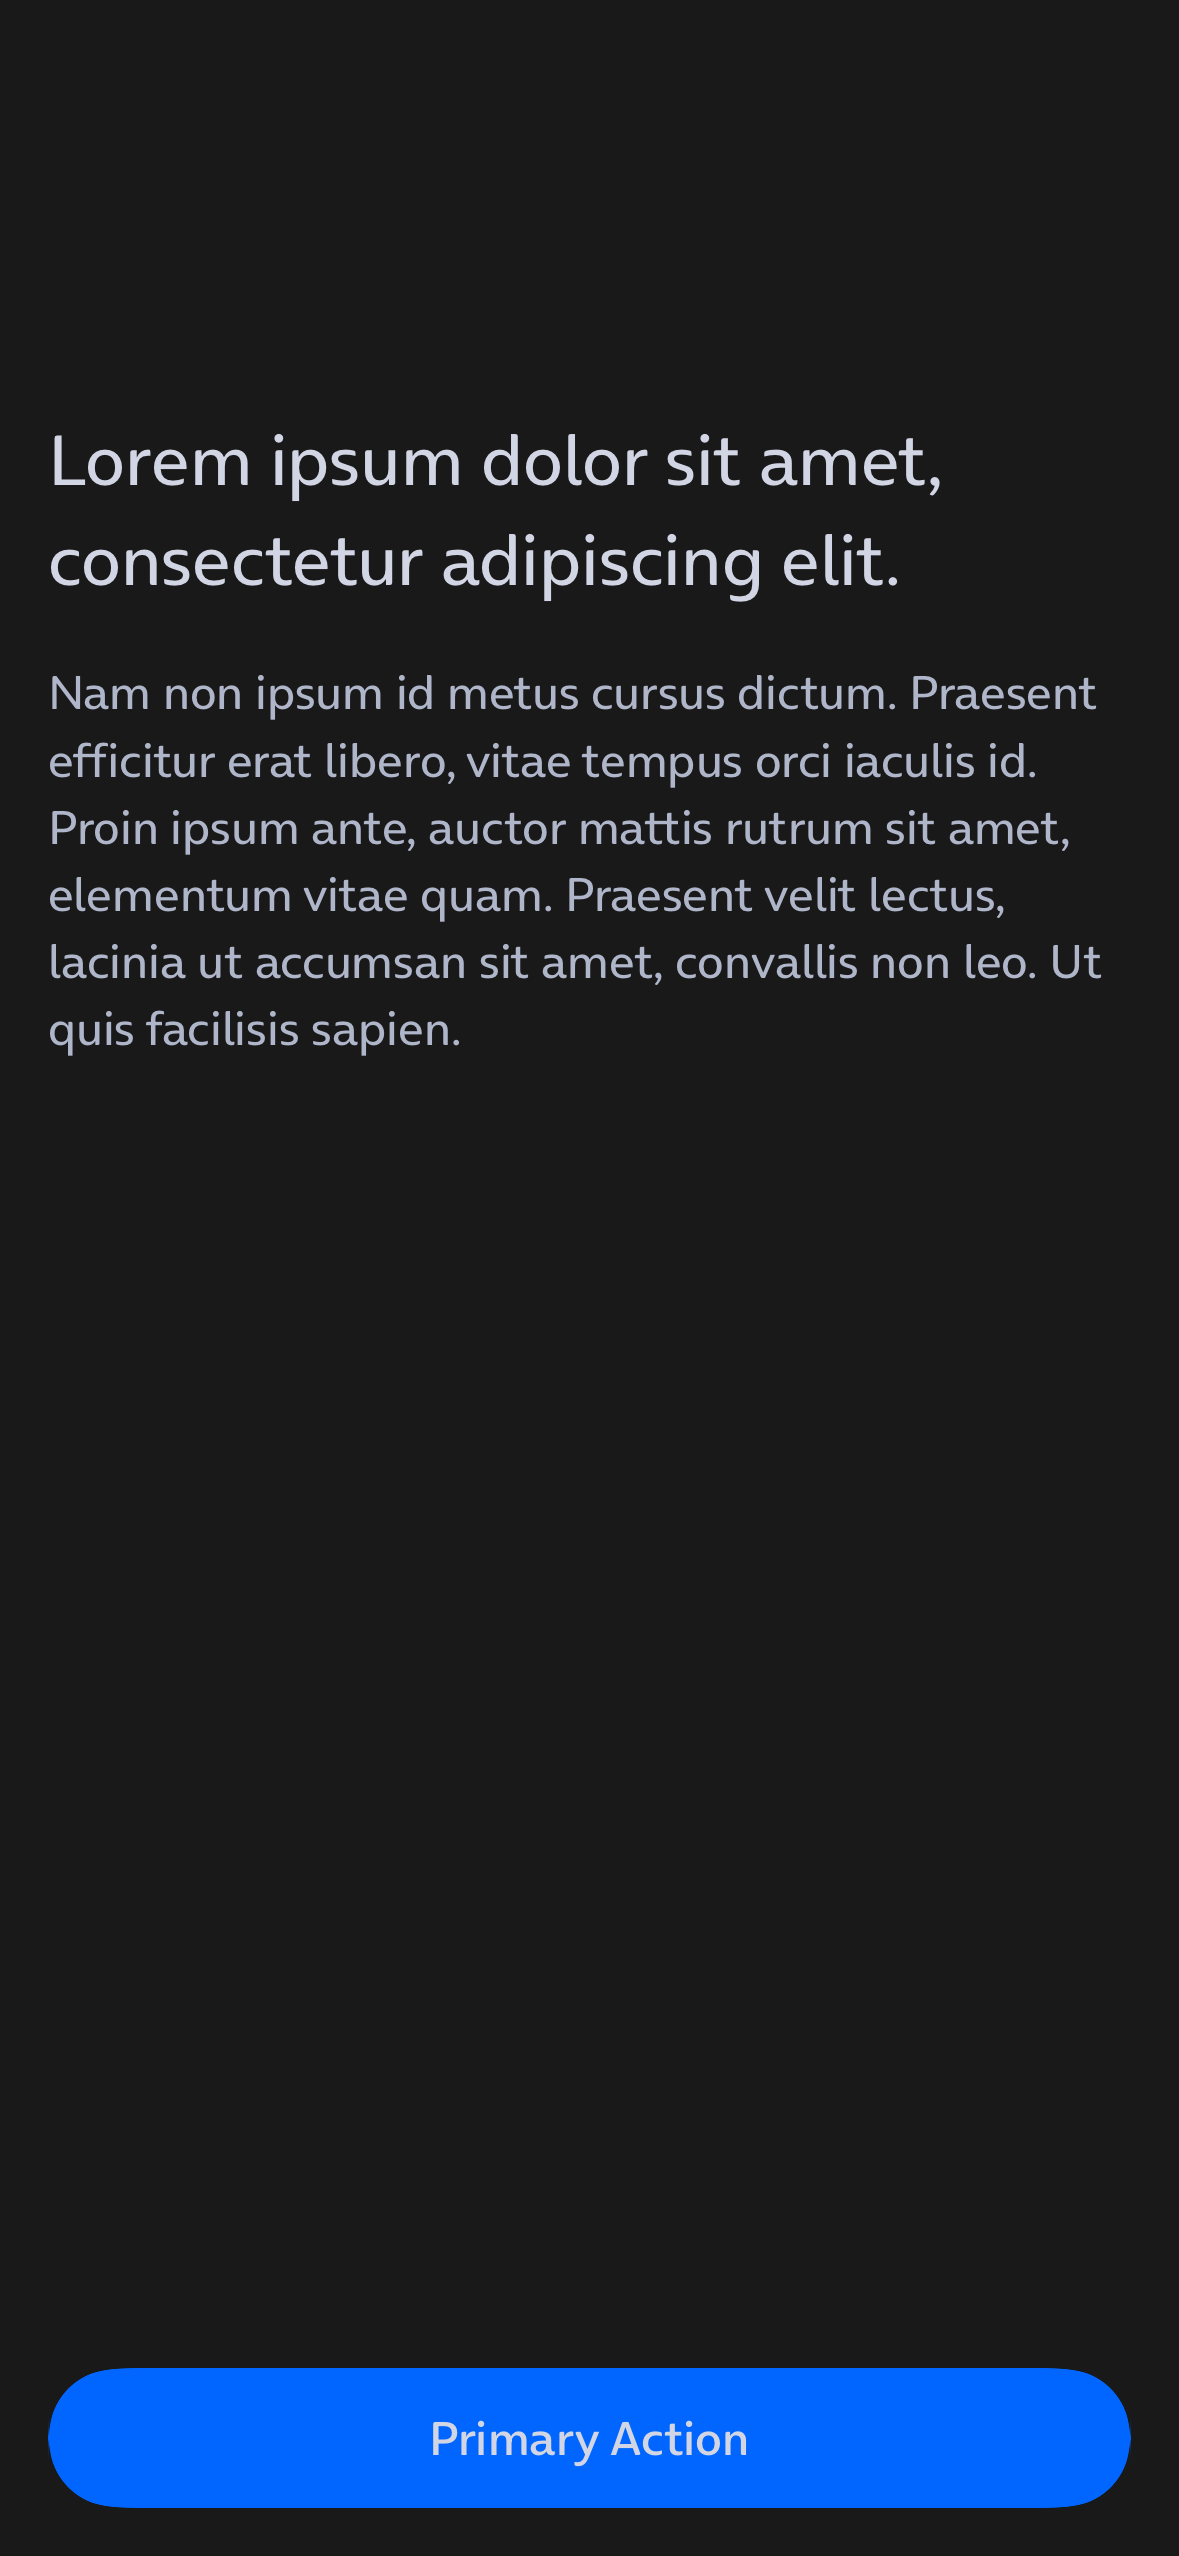 Lorem ipsum dolor sit amet,
consectetur adipiscing elit.
Nam non ipsum id metus cursus dictum. Praesent
efficitur erat libero, vitae tempus orci iaculis id.
Proin ipsum ante, auctor mattis rutrum sit amet,
elementum vitae quam. Praesent velit lectus,
lacinia ut accumsan sit amet, convallis non leo. Ut
quis facilisis sapien.
Primary Action